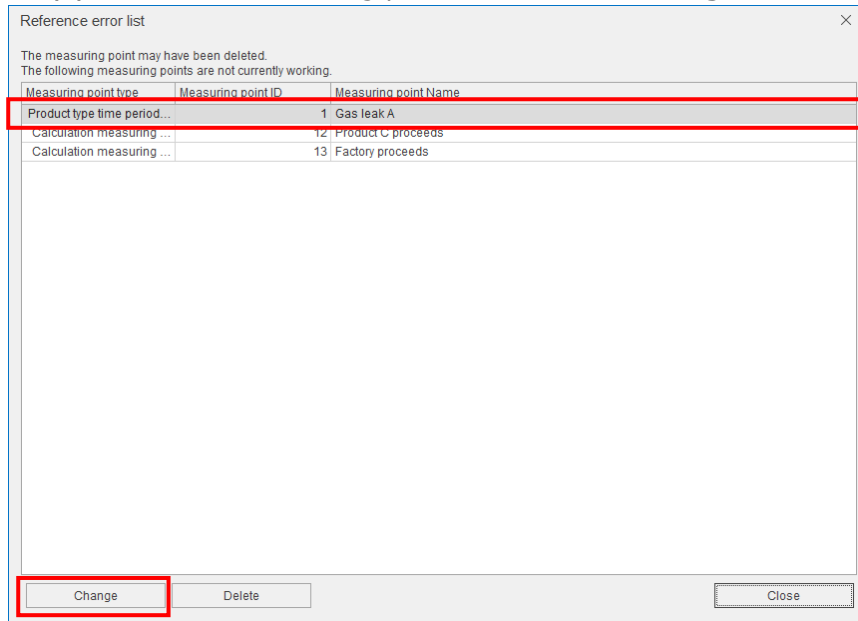 Reference error list
The measuring point may have been deleted.
The following measuring points are not currently working.
Measuring point type Measuring point ID Measuring point Name
Product type time period... 1 Gas leak A
Calculation measuring ... 12 Product C proceeds
Calculation measuring ... 13 Factory proceeds
Change Delete Close